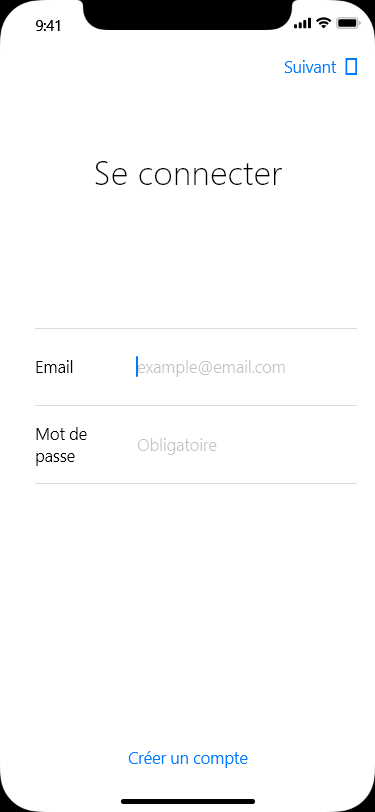 9:41
Suivant
Se connecter
Email
example@email.com
Mot de
passe
Obligatoire
Créer un compte